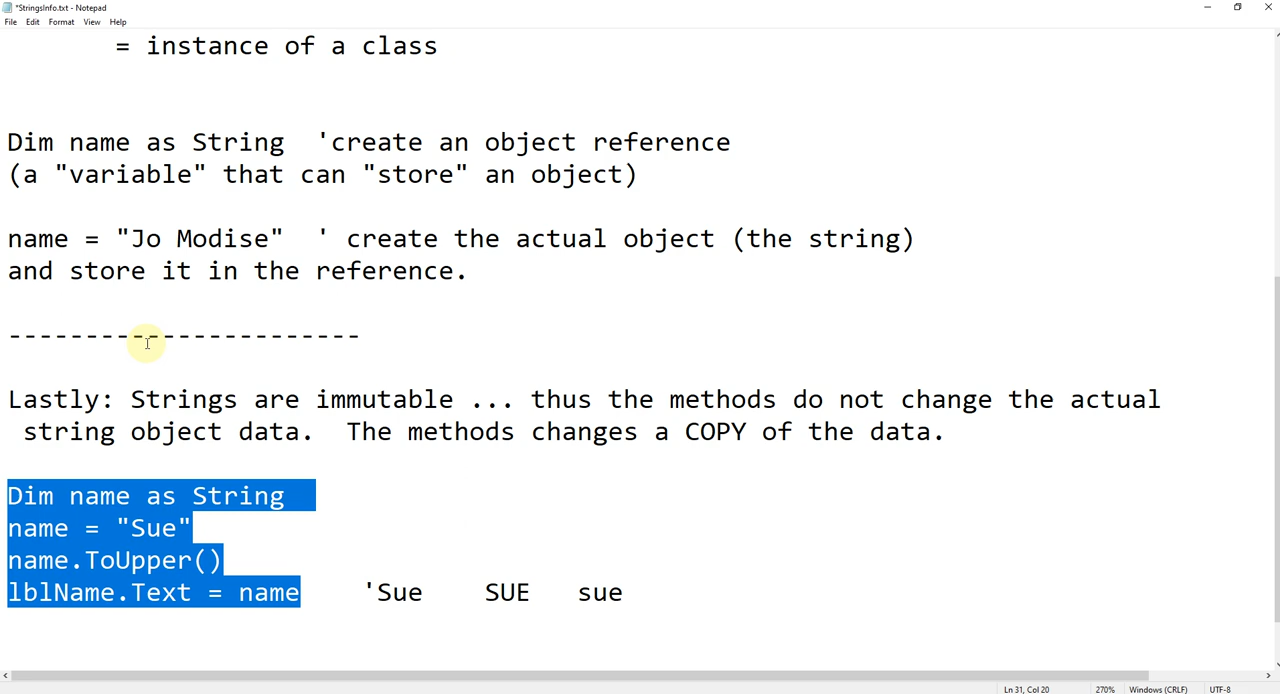 *StringsInfo.txt - Notepad
File Edit Format View Help
= instance of a class
Dim name as String 'create an object reference
(a "variable" that can "store" an object)
name = "Jo Modise" ' create the actual object (the string)
and store it in the reference.
-----------------------
Lastly: Strings are immutable ... thus the methods do not change the actual
string object data. The methods changes a COPY of the data.
Dim name as String
name = "Sue"
name.ToUpper()
lblName.Text = name 'Sue SUE sue
Ln 31, Col 20 270% Windows (CRLF) UTF-8